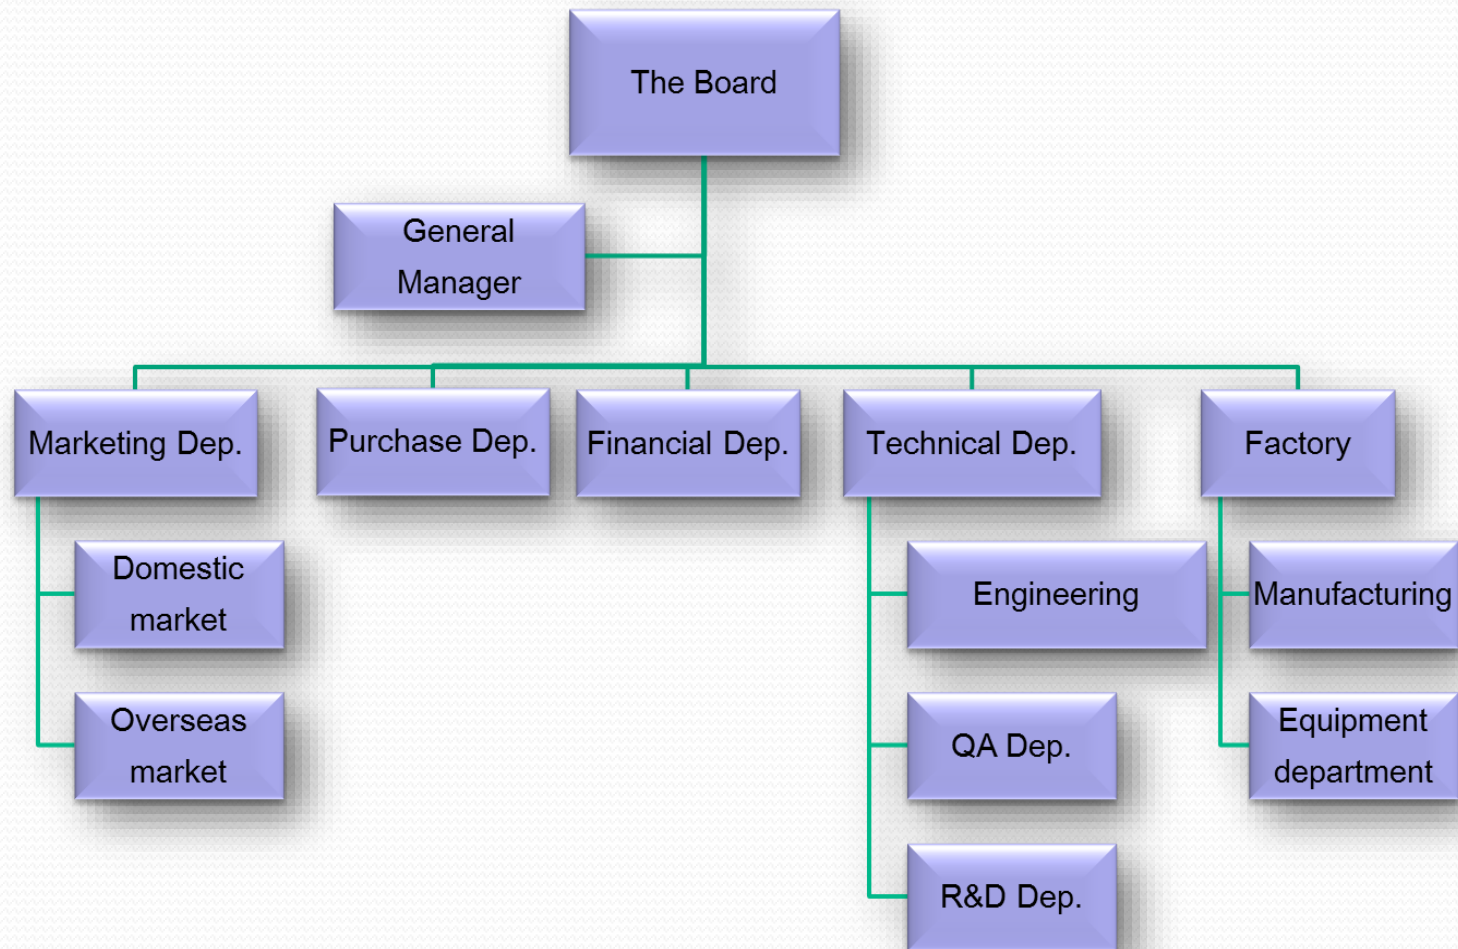 The Board
General
Manager
Marketing Dep.
Purchase Dep.
Financial Dep.
Technical Dep.
Factory
Domestic
market
Engineering
Manufacturing
Overseas
market
QA Dep.
Equipment
department
R&D Dep.